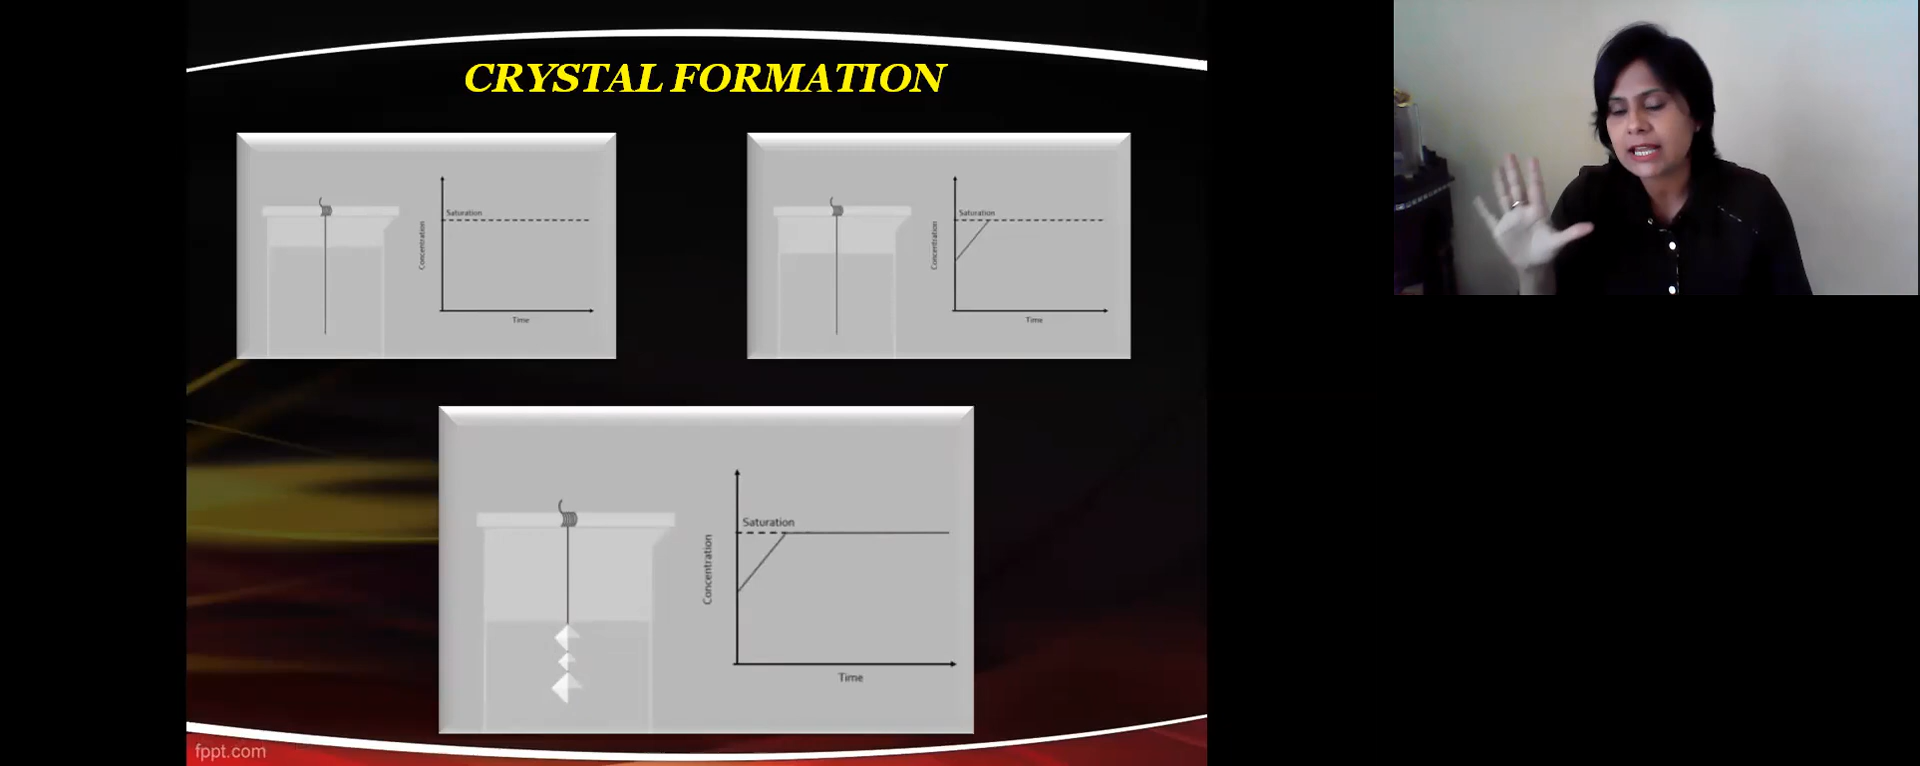 CRYSTAL FORMATION
Saturation
Concentration
Time
Saturation
Concentration
Time
Saturation
Concentration
Time
fppt.com